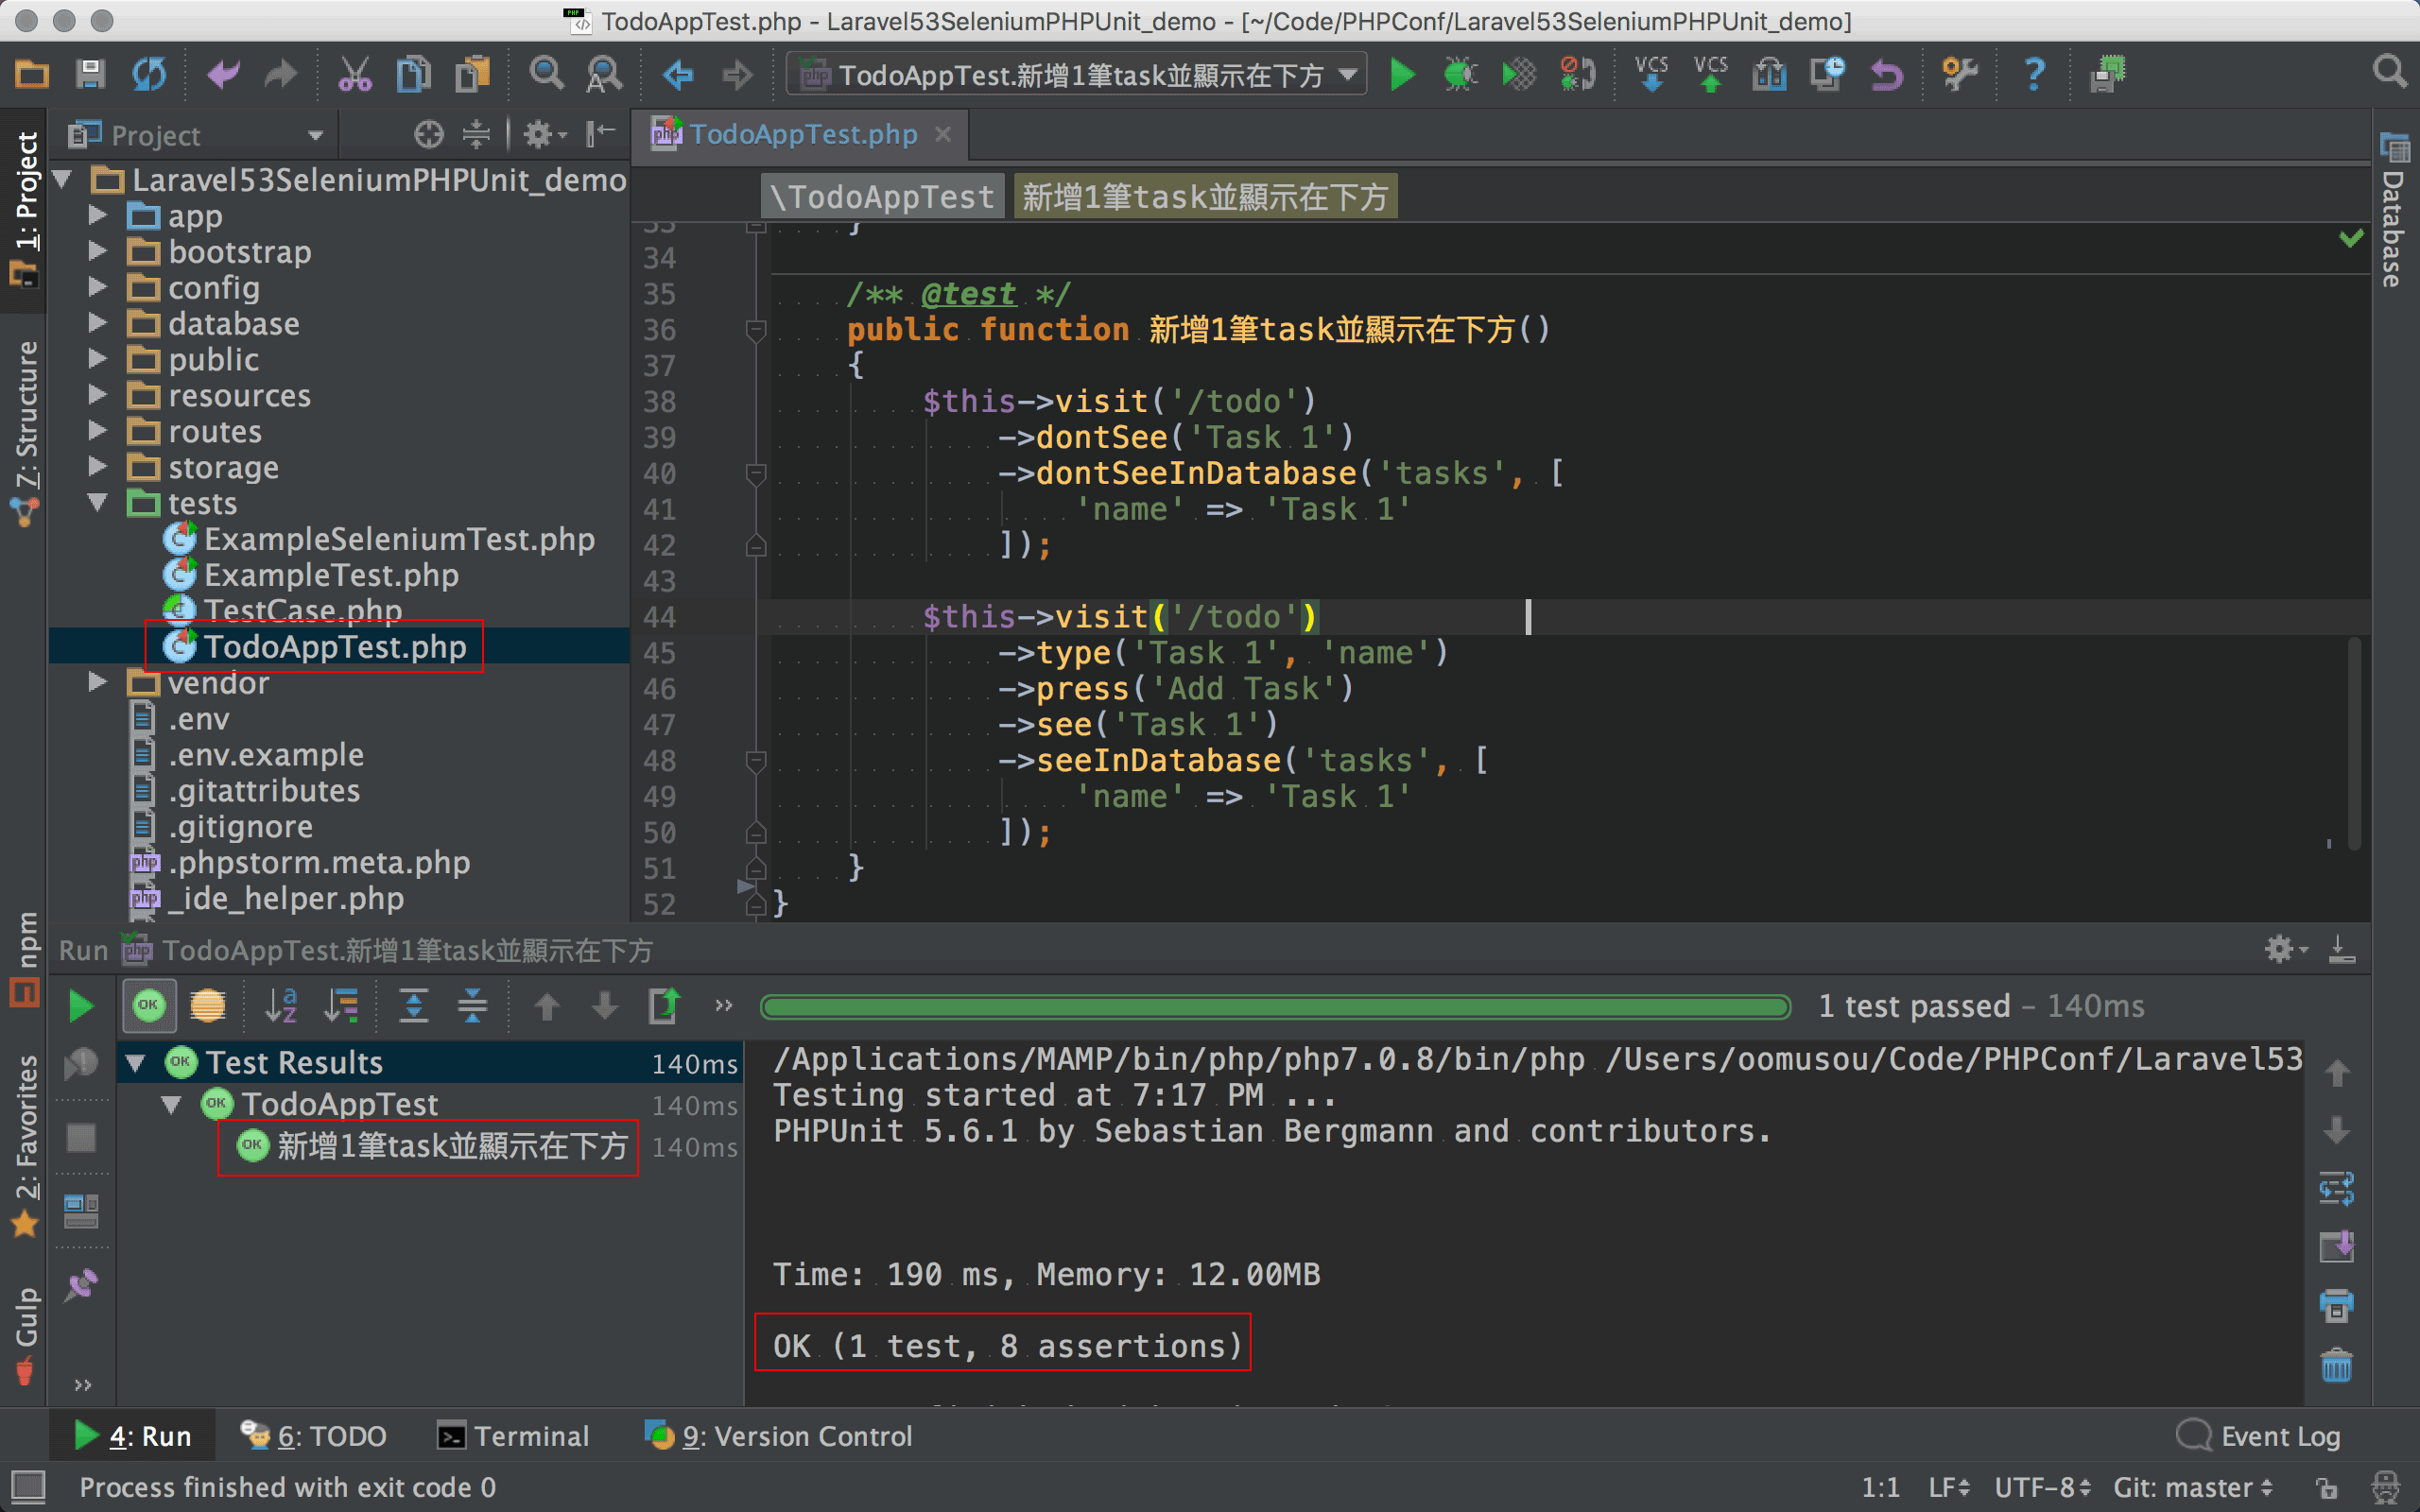 TodoAppTest.php - Laravel53SeleniumPHPUnit_demo - [~/Code/PHPConf/Laravel53SeleniumPHPUnit_demo]
TodoAppTest.新增1筆task並顯示在下方
VCS VCS
1: Project
7: Structure
npm
2: Favorites
Gulp
Project
Laravel53SeleniumPHPUnit_demo
app
bootstrap
config
database
public
resources
routes
storage
tests
ExampleSeleniumTest.php
ExampleTest.php
TestCase.php
TodoAppTest.php
vendor
.env
.env.example
.gitattributes
.gitignore
.phpstorm.meta.php
_ide_helper.php
TodoAppTest.php
\TodoAppTest 新增1筆task並顯示在下方
33 }
34
35 /** @test */
36 public function 新增1筆task並顯示在下方()
37 {
38 $this->visit('/todo')
39 ->dontSee('Task 1')
40 ->dontSeeInDatabase('tasks', [
41 'name' => 'Task 1'
42 ]);
43
44 $this->visit('/todo')
45 ->type('Task 1', 'name')
46 ->press('Add Task')
47 ->see('Task 1')
48 ->seeInDatabase('tasks', [
49 'name' => 'Task 1'
50 ]);
51 }
52 }
Database
Run TodoAppTest.新增1筆task並顯示在下方
1 test passed – 140ms
OK Test Results 140ms
OK TodoAppTest 140ms
OK 新增1筆task並顯示在下方 140ms
/Applications/MAMP/bin/php/php7.0.8/bin/php /Users/oomusou/Code/PHPConf/Laravel53
Testing started at 7:17 PM ...
PHPUnit 5.6.1 by Sebastian Bergmann and contributors.
Time: 190 ms, Memory: 12.00MB
OK (1 test, 8 assertions)
4: Run 6: TODO Terminal 9: Version Control Event Log
Process finished with exit code 0 1:1 LF UTF-8 Git: master